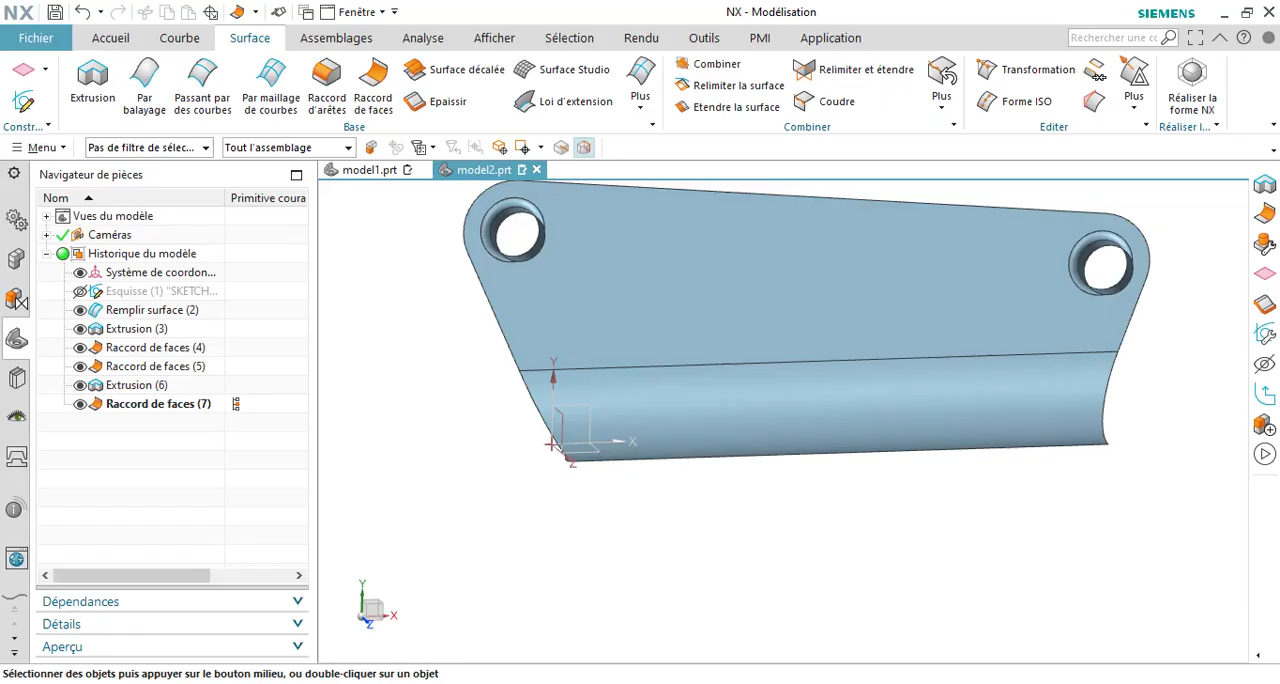 NX
Fenêtre
NX - Modélisation
SIEMENS
Fichier
Accueil
Courbe
Surface
Assemblages
Analyse
Afficher
Sélection
Rendu
Outils
PMI
Application
Rechercher une cc
Extrusion
Par balayage
Passant par des courbes
Par maillage de courbes
Raccord d'arêtes
Raccord de faces
Surface décalée
Epaissir
Surface Studio
Loi d'extension
Plus
Combiner
Relimiter la surface
Etendre la surface
Relimiter et étendre
Coudre
Plus
Transformation
Forme ISO
Plus
Réaliser la forme NX
Constr...
Base
Combiner
Editer
Réaliser l...
Menu
Pas de filtre de sélec...
Tout l'assemblage
Navigateur de pièces
model1.prt
model2.prt
Nom
Primitive coura
Vues du modèle
Caméras
Historique du modèle
Système de coordon...
Esquisse (1) "SKETCH...
Remplir surface (2)
Extrusion (3)
Raccord de faces (4)
Raccord de faces (5)
Extrusion (6)
Raccord de faces (7)
Y
X
Z
Y
X
Z
Dépendances
Détails
Aperçu
Sélectionner des objets puis appuyer sur le bouton milieu, ou double-cliquer sur un objet